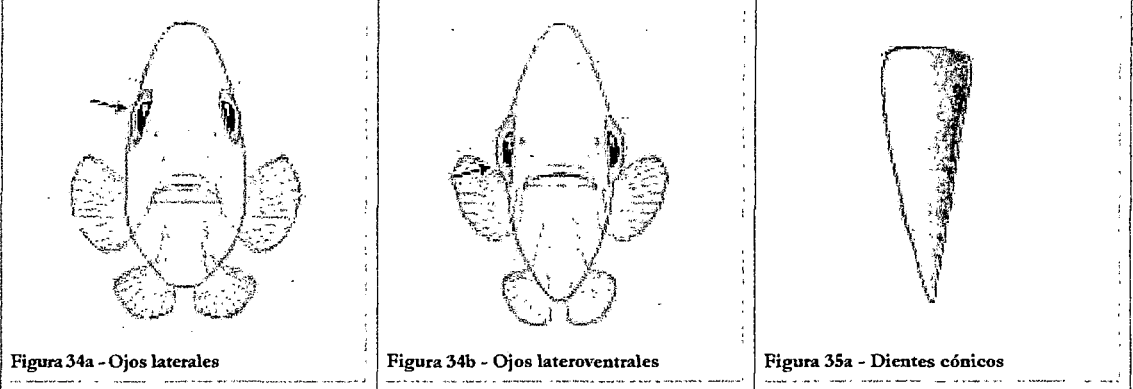 Figura 34a - Ojos laterales
Figura 34b - Ojos lateroventrales
Figura 35a - Dientes cónicos